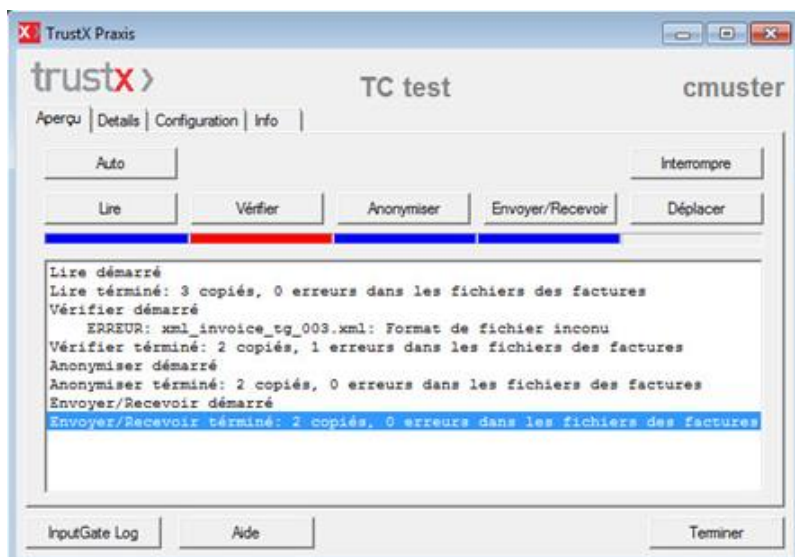 TrustX Praxis
trustx> TC test cmuster
Aperçu Details Configuration Info
Auto Interrompre
Lire Vérifier Anonymiser Envoyer/Recevoir Déplacer
Lire démarré
Lire términé: 3 copiés, 0 erreurs dans les fichiers des factures
Vérifier démarré
ERREUR: xml_invoice_tg_003.xml: Format de fichier inconu
Vérifier términé: 2 copiés, 1 erreurs dans les fichiers des factures
Anonymiser démarré
Anonymiser términé: 2 copiés, 0 erreurs dans les fichiers des factures
Envoyer/Recevoir démarré
Envoyer/Recevoir términé: 2 copiés, 0 erreurs dans les fichiers des factures
InputGate Log Aide Terminer